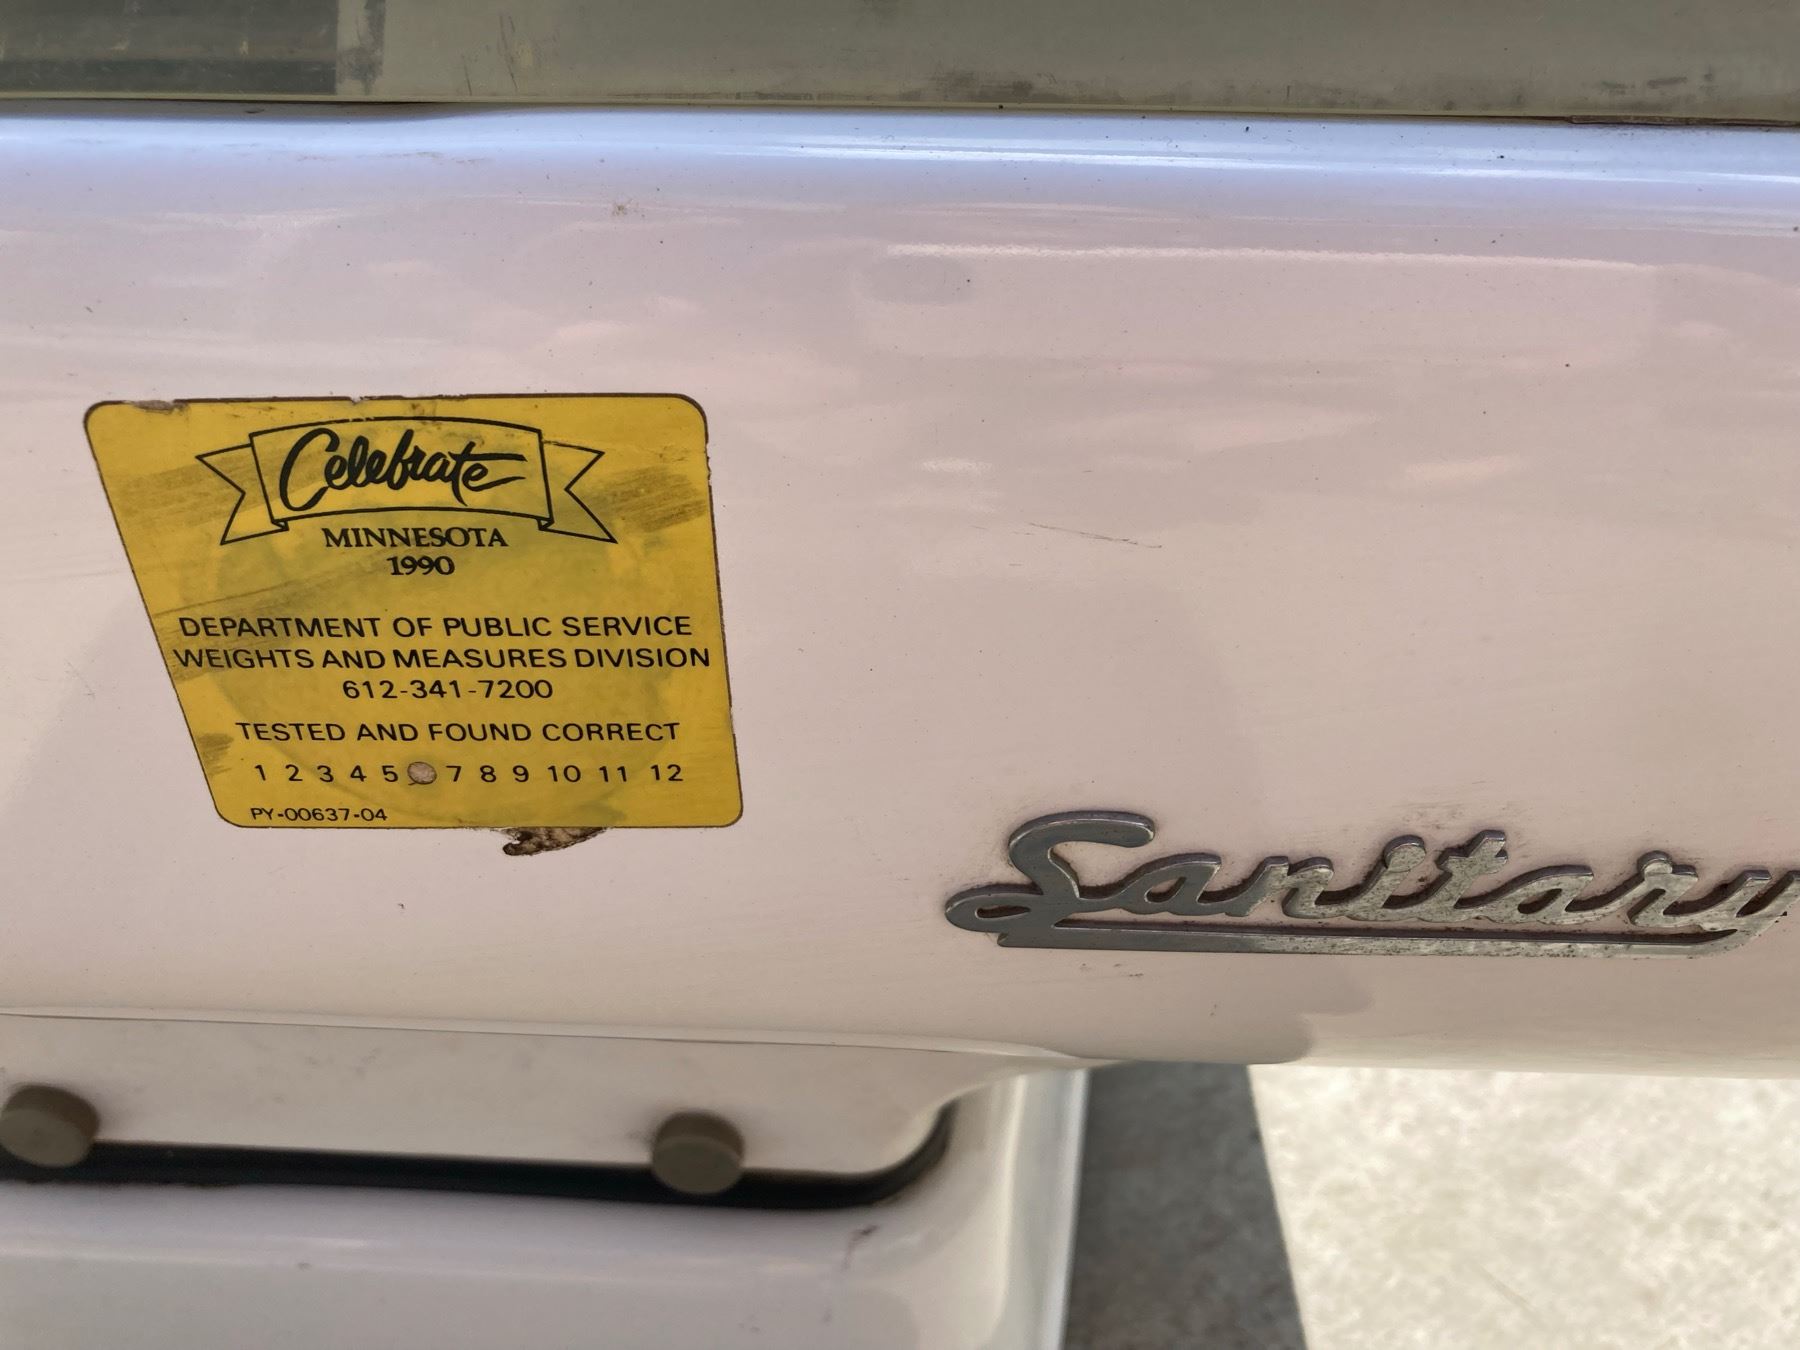 Celebrate
MINNESOTA
1990
DEPARTMENT OF PUBLIC SERVICE
WEIGHTS AND MEASURES DIVISION
612-341-7200
TESTED AND FOUND CORRECT
1 2 3 4 5 7 8 9 10 11 12
PY-00637-04
Sanitary